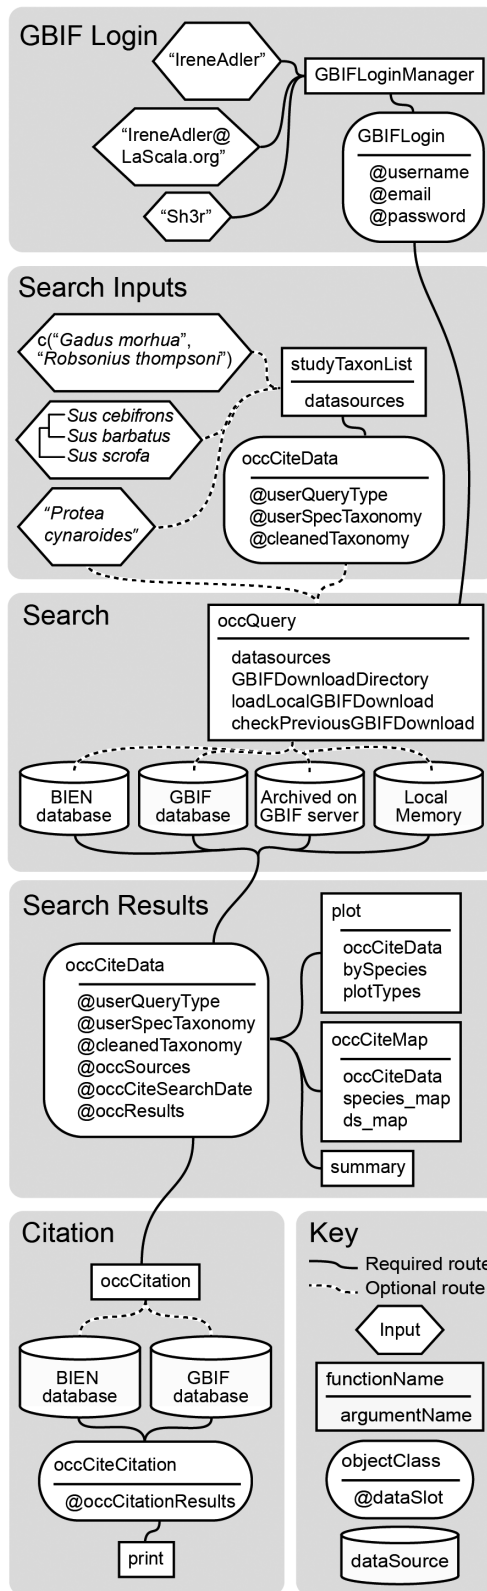 GBIF Login
“IreneAdler”
GBIFLoginManager
“IreneAdler@
LaScala.org”
“Sh3r”
GBIFLogin
@username
@email
@password
Search Inputs
c(“Gadus morhua”,
“Robsonius thompsoni”)
Sus cebifrons
Sus barbatus
Sus scrofa
“Protea
cynaroides”
studyTaxonList
datasources
occCiteData
@userQueryType
@userSpecTaxonomy
@cleanedTaxonomy
Search
occQuery
datasources
GBIFDownloadDirectory
loadLocalGBIFDownload
checkPreviousGBIFDownload
BIEN
database
GBIF
database
Archived on
GBIF server
Local
Memory
Search Results
occCiteData
@userQueryType
@userSpecTaxonomy
@cleanedTaxonomy
@occSources
@occCiteSearchDate
@occResults
plot
occCiteData
bySpecies
plotTypes
occCiteMap
occCiteData
species_map
ds_map
summary
Citation
occCitation
BIEN
database
GBIF
database
occCiteCitation
@occCitationResults
print
Key
Required route
Optional route
Input
functionName
argumentName
objectClass
@dataSlot
dataSource